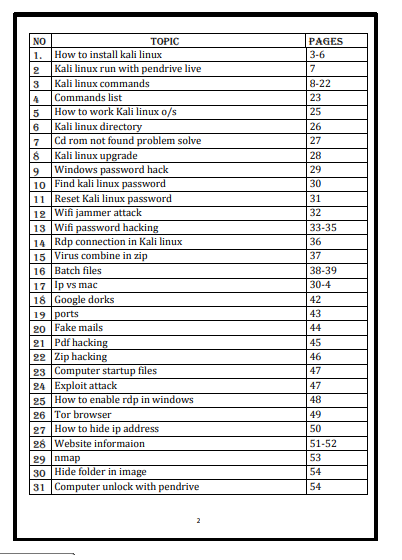 NO TOPIC PAGES
1. How to install kali linux 3-6
2 Kali linux run with pendrive live 7
3 Kali linux commands 8-22
4 Commands list 23
5 How to work Kali linux o/s 25
6 Kali linux directory 26
7 Cd rom not found problem solve 27
8 Kali linux upgrade 28
9 Windows password hack 29
10 Find kali linux password 30
11 Reset Kali linux password 31
12 Wifi jammer attack 32
13 Wifi password hacking 33-35
14 Rdp connection in Kali linux 36
15 Virus combine in zip 37
16 Batch files 38-39
17 Ip vs mac 30-4
18 Google dorks 42
19 ports 43
20 Fake mails 44
21 Pdf hacking 45
22 Zip hacking 46
23 Computer startup files 47
24 Exploit attack 47
25 How to enable rdp in windows 48
26 Tor browser 49
27 How to hide ip address 50
28 Website informaion 51-52
29 nmap 53
30 Hide folder in image 54
31 Computer unlock with pendrive 54
2